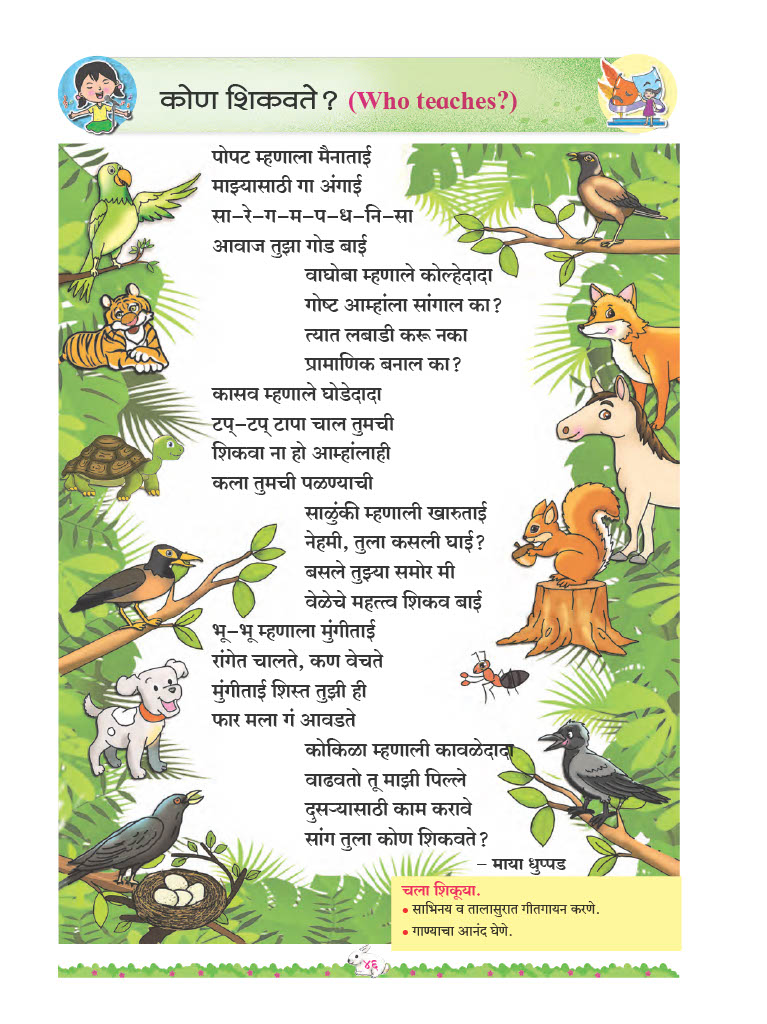 कोण शिकवते? (Who teaches?)
पोपट म्हणाला मैनाताई
माझ्यासाठी गा अंगाई
सा–रे–ग–म–प–ध–नि–सा
आवाज तुझा गोड बाई
वाघोबा म्हणाले कोल्हेदादा
गोष्ट आम्हांला सांगाल का?
त्यात लबाडी करू नका
प्रामाणिक बनाल का?
कासव म्हणाले घोडेदादा
टप्–टप् टापा चाल तुमची
शिकवा ना हो आम्हांलाही
कला तुमची पळण्याची
साळुंकी म्हणाली खारुताई
नेहमी, तुला कसली घाई?
बसले तुझ्या समोर मी
वेळेचे महत्त्व शिकव बाई
भू–भू म्हणाला मुंगीताई
रांगेत चालते, कण वेचते
मुंगीताई शिस्त तुझी ही
फार मला गं आवडते
कोकिळा म्हणाली कावळेदादा
वाढवतो तू माझी पिल्ले
दुसऱ्यासाठी काम करावे
सांग तुला कोण शिकवते?
– माया धुप्पड
चला शिकूया.
• साभिनय व तालासुरात गीतगायन करणे.
• गाण्याचा आनंद घेणे.
४६